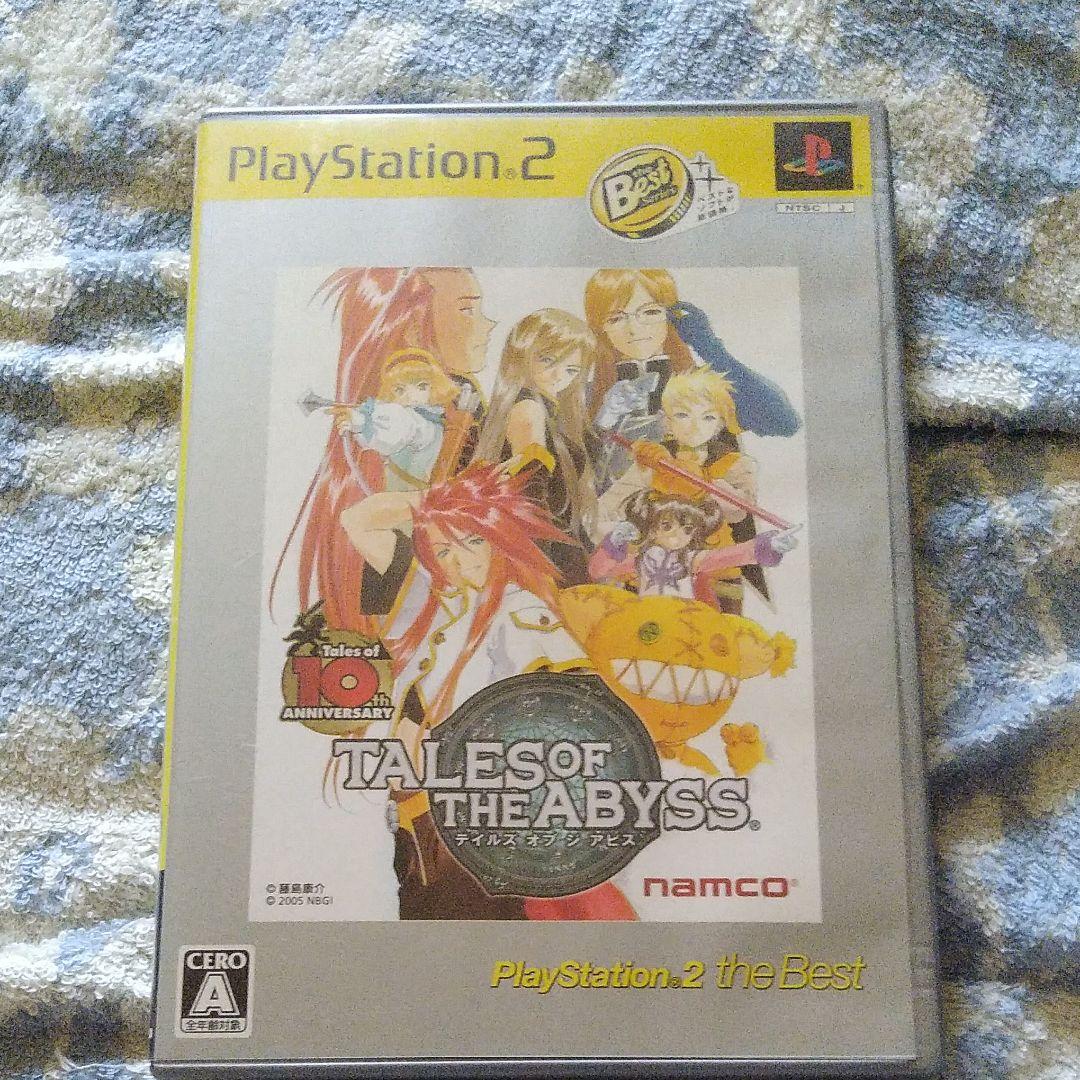 PlayStation®2
the Best
NTSC J
Tales of
10th
ANNIVERSARY
TALES OF
THE ABYSS®
テイルズ オブ ジ アビス
© 藤島康介
© 2005 NBGI
namco®
CERO
A
全年齢対象
PlayStation®2 the Best